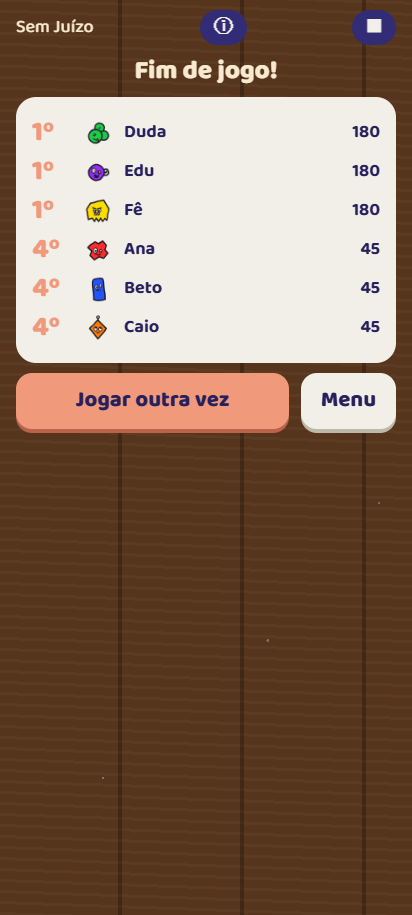 Sem Juízo
Fim de jogo!
1º Duda 180
1º Edu 180
1º Fê 180
4º Ana 45
4º Beto 45
4º Caio 45
Jogar outra vez Menu